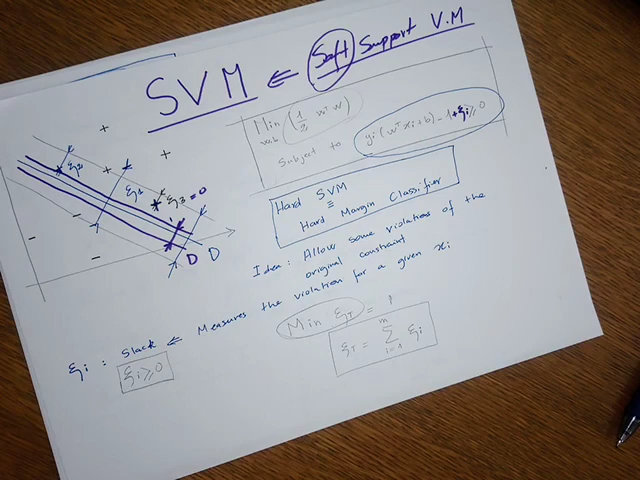 SVM ⇐ Soft Support V.M
Min (1/2 wᵀw)
w,b
Subject to yi(wᵀxi+b)-1+ξi≥0
Hard SVM
≡
Hard Margin Classifier
Idea: Allow some violations of the
original constraint
ξi : Slack ⇐ Measures the violation for a given xi
ξi≥0
Min ξT =
ξT = Σ ξi
m
i=1
+
+
+
ξ3=0
D D